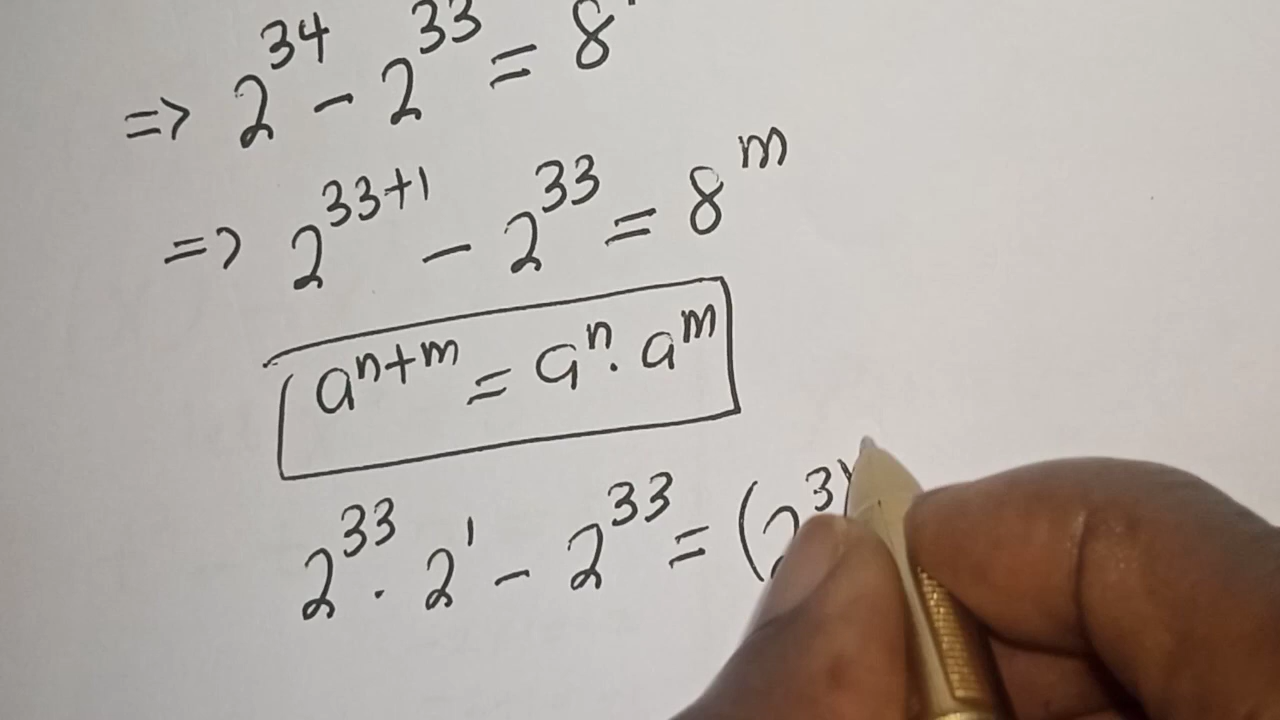 => 2^34 - 2^33 = 8
=> 2^33+1 - 2^33 = 8^m
a^n+m = a^n . a^m
2^33 . 2^1 - 2^33 = (2^3)